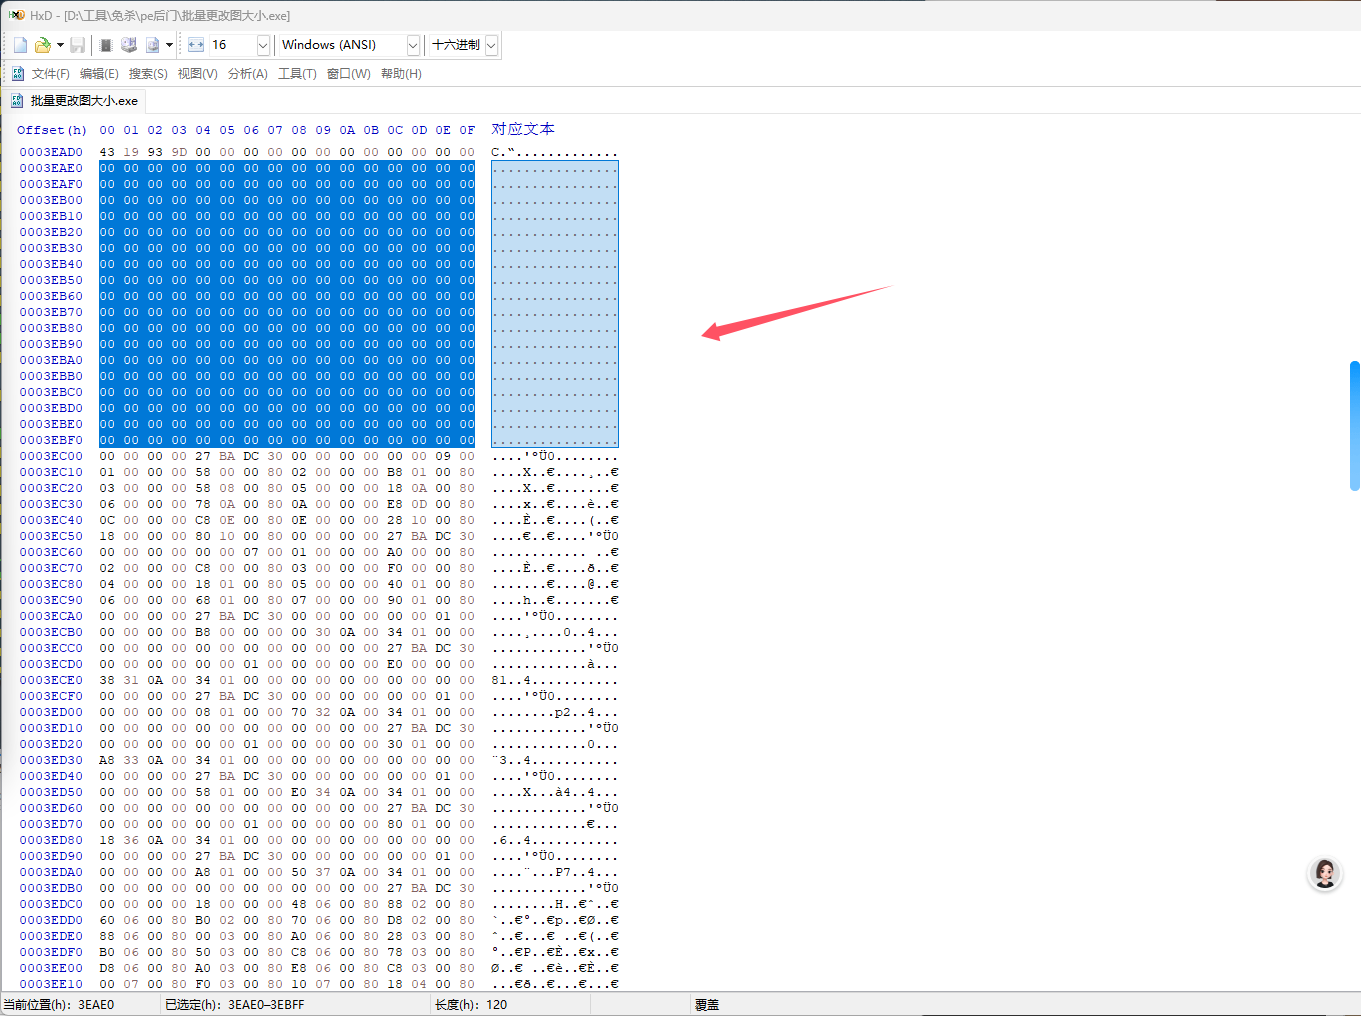 HxD - [D:\工具\免杀\pe后门\批量更改图大小.exe]
16 Windows (ANSI) 十六进制
文件(F) 编辑(E) 搜索(S) 视图(V) 分析(A) 工具(T) 窗口(W) 帮助(H)
批量更改图大小.exe
Offset(h) 00 01 02 03 04 05 06 07 08 09 0A 0B 0C 0D 0E 0F 对应文本
0003EAD0 43 19 93 9D 00 00 00 00 00 00 00 00 00 00 00 00 C.“.............
0003EAE0 00 00 00 00 00 00 00 00 00 00 00 00 00 00 00 00 ................
0003EAF0 00 00 00 00 00 00 00 00 00 00 00 00 00 00 00 00 ................
0003EB00 00 00 00 00 00 00 00 00 00 00 00 00 00 00 00 00 ................
0003EB10 00 00 00 00 00 00 00 00 00 00 00 00 00 00 00 00 ................
0003EB20 00 00 00 00 00 00 00 00 00 00 00 00 00 00 00 00 ................
0003EB30 00 00 00 00 00 00 00 00 00 00 00 00 00 00 00 00 ................
0003EB40 00 00 00 00 00 00 00 00 00 00 00 00 00 00 00 00 ................
0003EB50 00 00 00 00 00 00 00 00 00 00 00 00 00 00 00 00 ................
0003EB60 00 00 00 00 00 00 00 00 00 00 00 00 00 00 00 00 ................
0003EB70 00 00 00 00 00 00 00 00 00 00 00 00 00 00 00 00 ................
0003EB80 00 00 00 00 00 00 00 00 00 00 00 00 00 00 00 00 ................
0003EB90 00 00 00 00 00 00 00 00 00 00 00 00 00 00 00 00 ................
0003EBA0 00 00 00 00 00 00 00 00 00 00 00 00 00 00 00 00 ................
0003EBB0 00 00 00 00 00 00 00 00 00 00 00 00 00 00 00 00 ................
0003EBC0 00 00 00 00 00 00 00 00 00 00 00 00 00 00 00 00 ................
0003EBD0 00 00 00 00 00 00 00 00 00 00 00 00 00 00 00 00 ................
0003EBE0 00 00 00 00 00 00 00 00 00 00 00 00 00 00 00 00 ................
0003EBF0 00 00 00 00 00 00 00 00 00 00 00 00 00 00 00 00 ................
0003EC00 00 00 00 00 27 BA DC 30 00 00 00 00 00 00 09 00 ....'ºÜ0........
0003EC10 01 00 00 00 58 00 00 80 02 00 00 00 B8 01 00 80 ....X..€....¸..€
0003EC20 03 00 00 00 58 08 00 80 05 00 00 00 18 0A 00 80 ....X..€.......€
0003EC30 06 00 00 00 78 0A 00 80 0A 00 00 00 E8 0D 00 80 ....x..€....è..€
0003EC40 0C 00 00 00 C8 0E 00 80 0E 00 00 00 28 10 00 80 ....È..€....(..€
0003EC50 18 00 00 00 80 10 00 80 00 00 00 00 27 BA DC 30 ....€..€....'ºÜ0
0003EC60 00 00 00 00 00 00 07 00 01 00 00 00 A0 00 00 80 ............ ..€
0003EC70 02 00 00 00 C8 00 00 80 03 00 00 00 F0 00 00 80 ....È..€....ð..€
0003EC80 04 00 00 00 18 01 00 80 05 00 00 00 40 01 00 80 .......€....@..€
0003EC90 06 00 00 00 68 01 00 80 07 00 00 00 90 01 00 80 ....h..€.......€
0003ECA0 00 00 00 00 27 BA DC 30 00 00 00 00 00 00 01 00 ....'ºÜ0........
0003ECB0 00 00 00 00 B8 00 00 00 00 30 0A 00 34 01 00 00 ....¸....0..4...
0003ECC0 00 00 00 00 00 00 00 00 00 00 00 00 27 BA DC 30 ............'ºÜ0
0003ECD0 00 00 00 00 00 00 01 00 00 00 00 00 E0 00 00 00 ............à...
0003ECE0 38 31 0A 00 34 01 00 00 00 00 00 00 00 00 00 00 81..4...........
0003ECF0 00 00 00 00 27 BA DC 30 00 00 00 00 00 00 01 00 ....'ºÜ0........
0003ED00 00 00 00 00 08 01 00 00 70 32 0A 00 34 01 00 00 ........p2..4...
0003ED10 00 00 00 00 00 00 00 00 00 00 00 00 27 BA DC 30 ............'ºÜ0
0003ED20 00 00 00 00 00 00 01 00 00 00 00 00 30 01 00 00 ............0...
0003ED30 A8 33 0A 00 34 01 00 00 00 00 00 00 00 00 00 00 ¨3..4...........
0003ED40 00 00 00 00 27 BA DC 30 00 00 00 00 00 00 01 00 ....'ºÜ0........
0003ED50 00 00 00 00 58 01 00 00 E0 34 0A 00 34 01 00 00 ....X...à4..4...
0003ED60 00 00 00 00 00 00 00 00 00 00 00 00 27 BA DC 30 ............'ºÜ0
0003ED70 00 00 00 00 00 00 01 00 00 00 00 00 80 01 00 00 ............€...
0003ED80 18 36 0A 00 34 01 00 00 00 00 00 00 00 00 00 00 .6..4...........
0003ED90 00 00 00 00 27 BA DC 30 00 00 00 00 00 00 01 00 ....'ºÜ0........
0003EDA0 00 00 00 00 A8 01 00 00 50 37 0A 00 34 01 00 00 ....¨...P7..4...
0003EDB0 00 00 00 00 00 00 00 00 00 00 00 00 27 BA DC 30 ............'ºÜ0
0003EDC0 00 00 00 00 18 00 00 00 48 06 00 80 88 02 00 80 ........H..€ˆ..€
0003EDD0 60 06 00 80 B0 02 00 80 70 06 00 80 D8 02 00 80 `..€°..€p..€Ø..€
0003EDE0 88 06 00 80 00 03 00 80 A0 06 00 80 28 03 00 80 ˆ..€...€ ..€(..€
0003EDF0 B0 06 00 80 50 03 00 80 C8 06 00 80 78 03 00 80 °..€P..€È..€x..€
0003EE00 D8 06 00 80 A0 03 00 80 E8 06 00 80 C8 03 00 80 Ø..€ ..€è..€È..€
0003EE10 00 07 00 80 F0 03 00 80 10 07 00 80 18 04 00 80 ...€ð..€...€...€
当前位置(h): 3EAE0 已选定(h): 3EAE0–3EBFF 长度(h): 120 覆盖